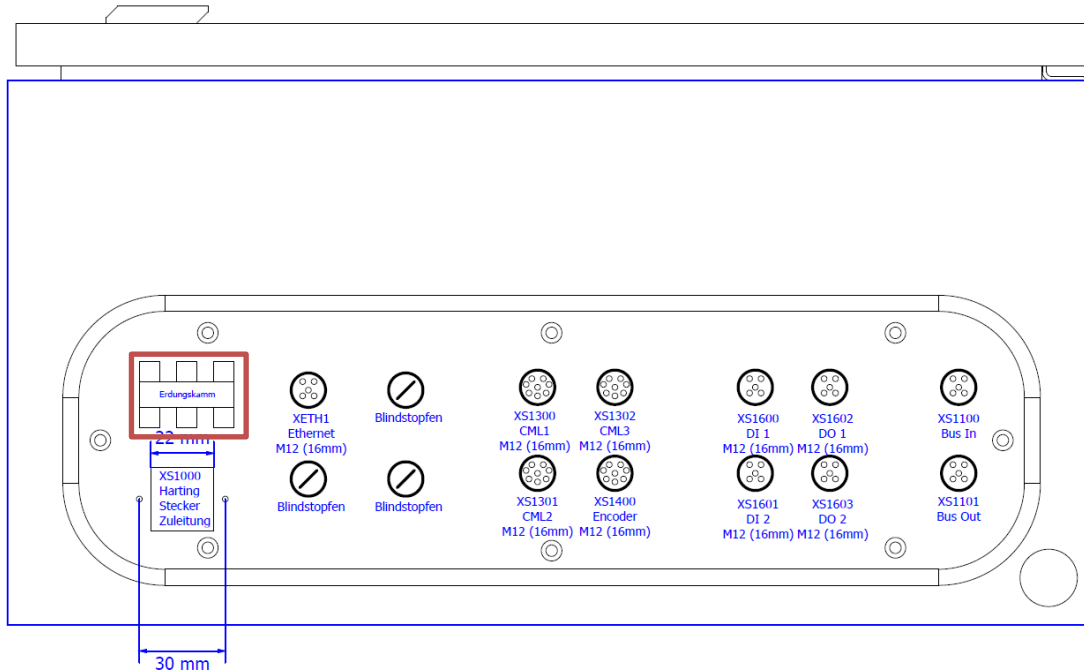 Erdungskamm
22 mm
XS1000
Harting
Stecker
Zuleitung
30 mm
XETH1
Ethernet
M12 (16mm)
Blindstopfen
Blindstopfen
Blindstopfen
XS1300
CML1
M12 (16mm)
XS1302
CML3
M12 (16mm)
XS1301
CML2
M12 (16mm)
XS1400
Encoder
M12 (16mm)
XS1600
DI 1
M12 (16mm)
XS1602
DO 1
M12 (16mm)
XS1601
DI 2
M12 (16mm)
XS1603
DO 2
M12 (16mm)
XS1100
Bus In
XS1101
Bus Out